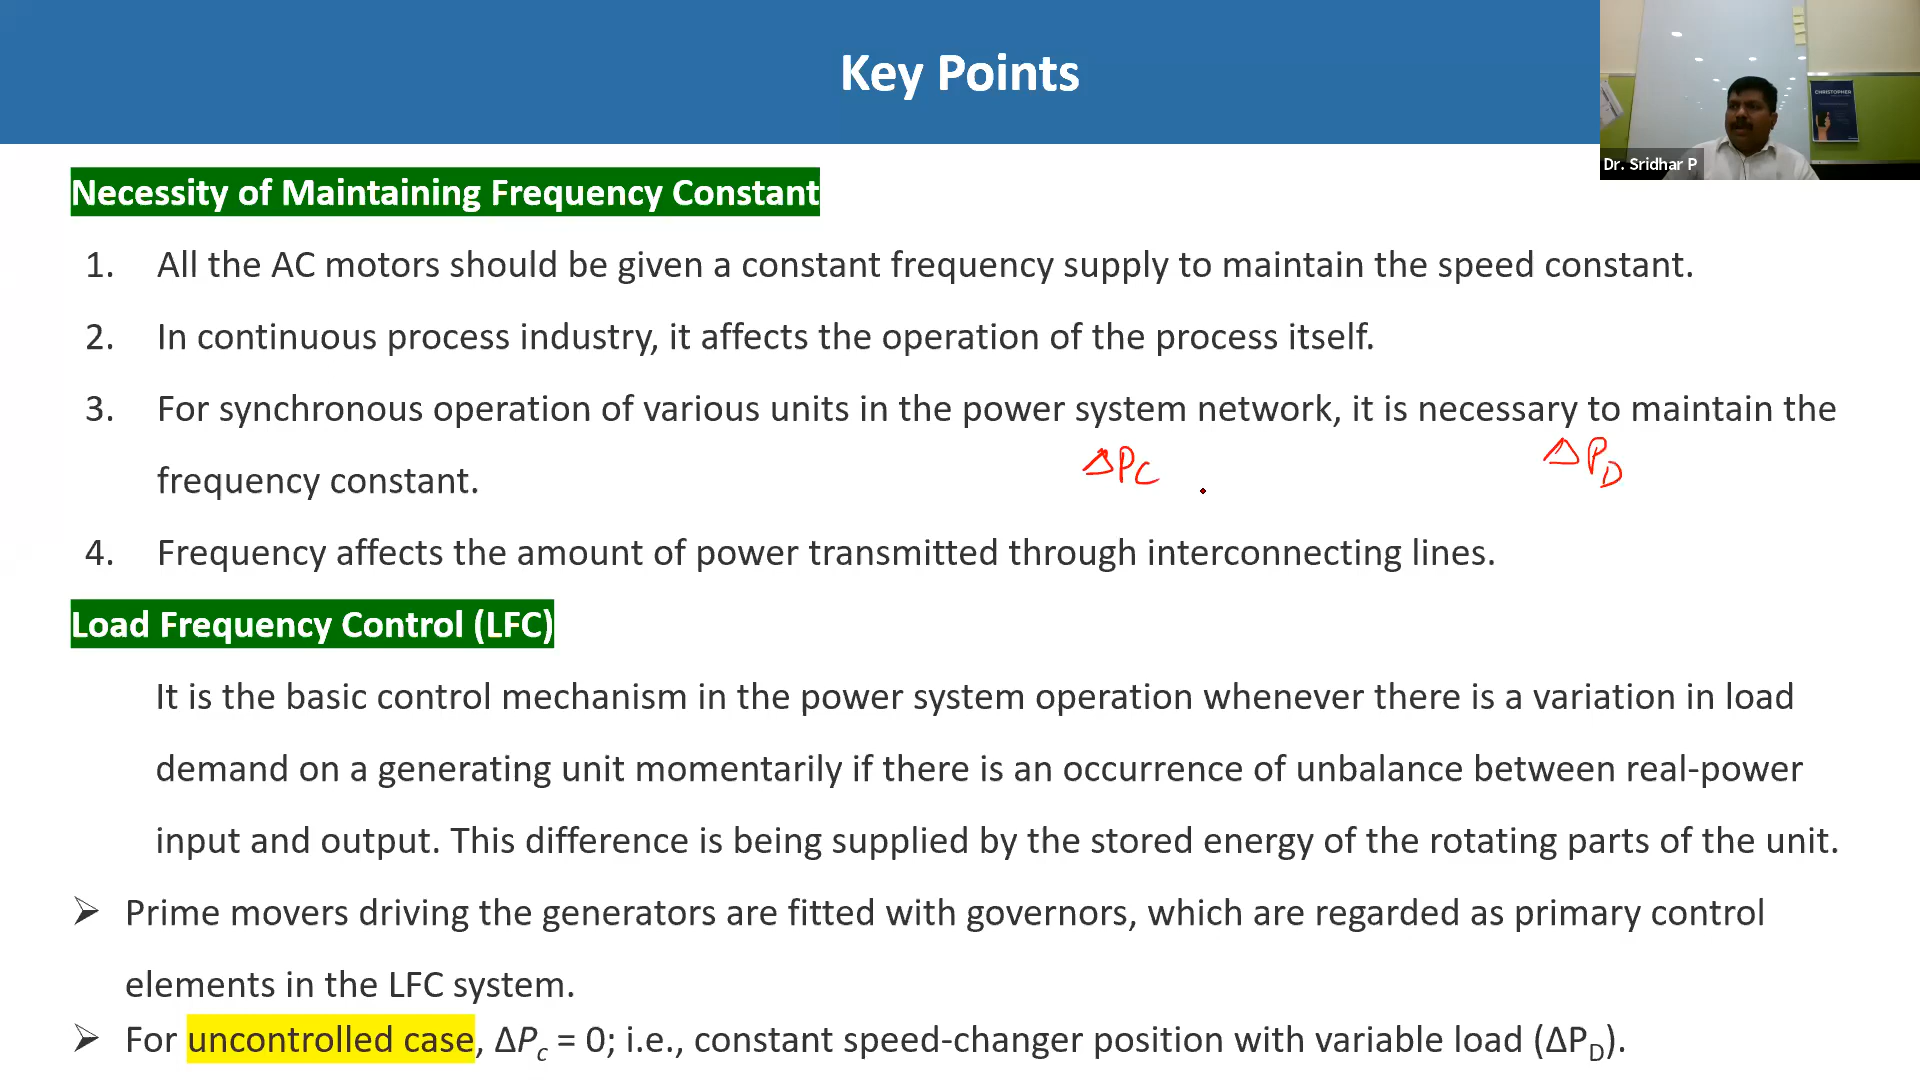 Key Points
CHRISTOPHER
Dr. Sridhar P
Necessity of Maintaining Frequency Constant
1. All the AC motors should be given a constant frequency supply to maintain the speed constant.
2. In continuous process industry, it affects the operation of the process itself.
3. For synchronous operation of various units in the power system network, it is necessary to maintain the
frequency constant.
ΔPC
ΔPD
4. Frequency affects the amount of power transmitted through interconnecting lines.
Load Frequency Control (LFC)
It is the basic control mechanism in the power system operation whenever there is a variation in load
demand on a generating unit momentarily if there is an occurrence of unbalance between real-power
input and output. This difference is being supplied by the stored energy of the rotating parts of the unit.
➢ Prime movers driving the generators are fitted with governors, which are regarded as primary control
elements in the LFC system.
➢ For uncontrolled case, ΔPc = 0; i.e., constant speed-changer position with variable load (ΔPD).